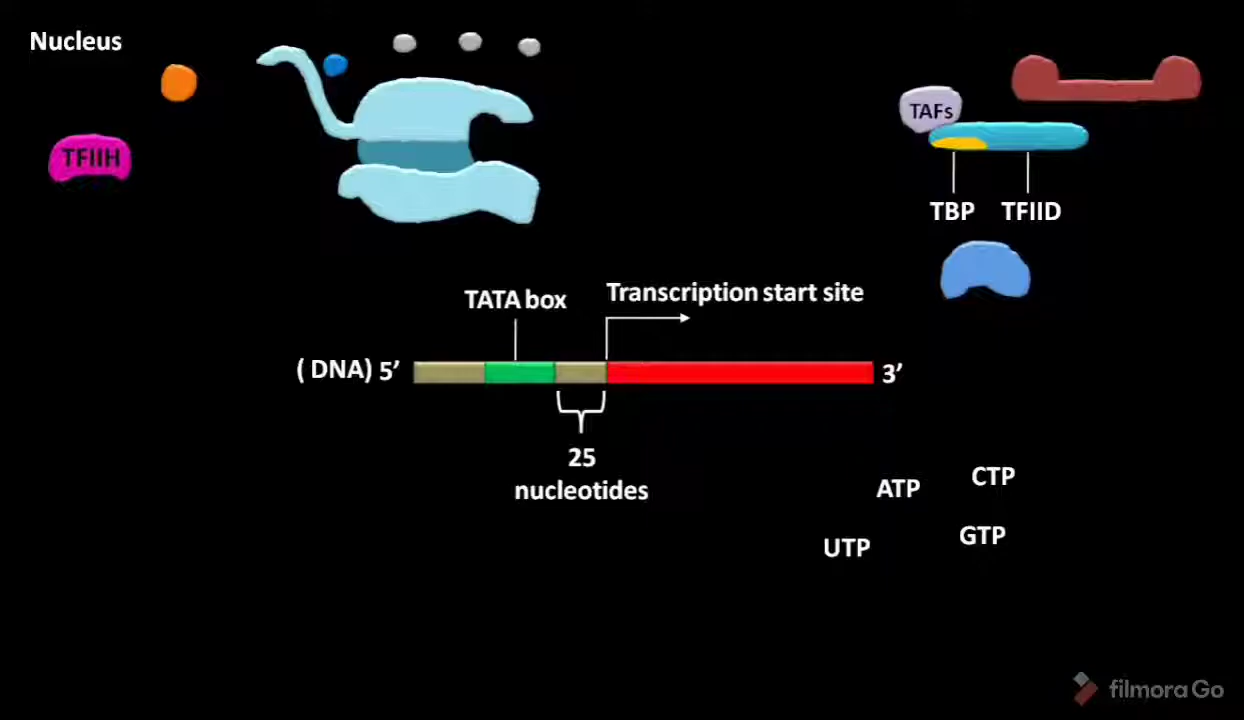 Nucleus
TAFs
TFIIH
TBP TFIID
TATA box
Transcription start site
( DNA) 5’
3’
25
nucleotides
ATP
CTP
UTP
GTP
filmora Go